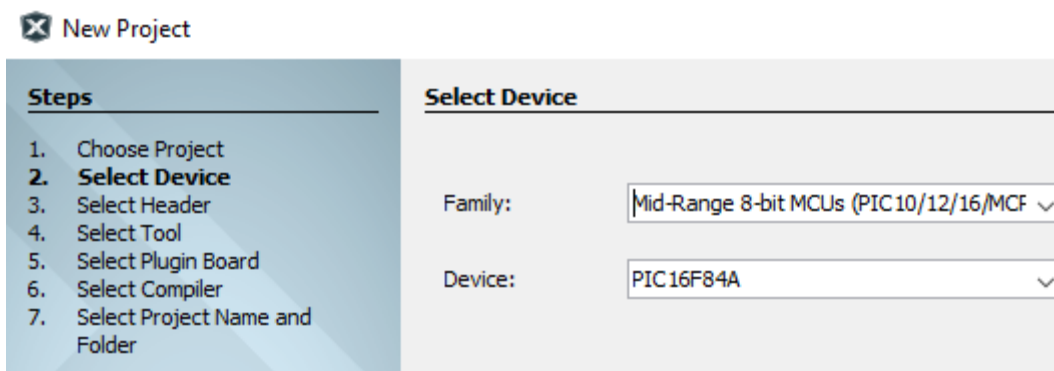 New Project
Steps
1. Choose Project
2. Select Device
3. Select Header
4. Select Tool
5. Select Plugin Board
6. Select Compiler
7. Select Project Name and
Folder
Select Device
Family: Mid-Range 8-bit MCUs (PIC10/12/16/MCP
Device: PIC16F84A